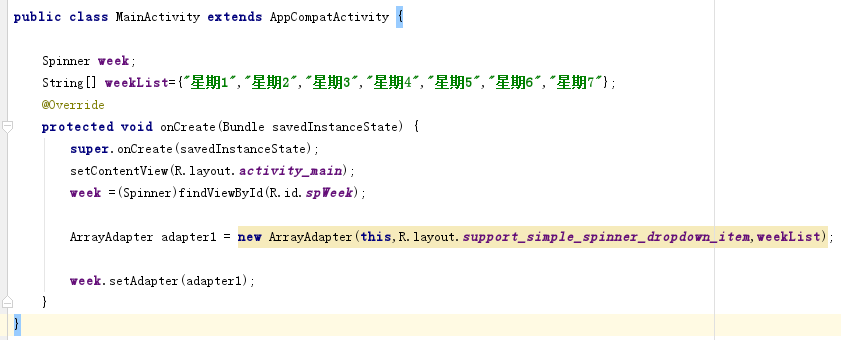 public class MainActivity extends AppCompatActivity {
Spinner week;
String[] weekList={"星期1","星期2","星期3","星期4","星期5","星期6","星期7"};
@Override
protected void onCreate(Bundle savedInstanceState) {
super.onCreate(savedInstanceState);
setContentView(R.layout.activity_main);
week =(Spinner)findViewById(R.id.spWeek);
ArrayAdapter adapter1 = new ArrayAdapter(this,R.layout.support_simple_spinner_dropdown_item,weekList);
week.setAdapter(adapter1);
}
}